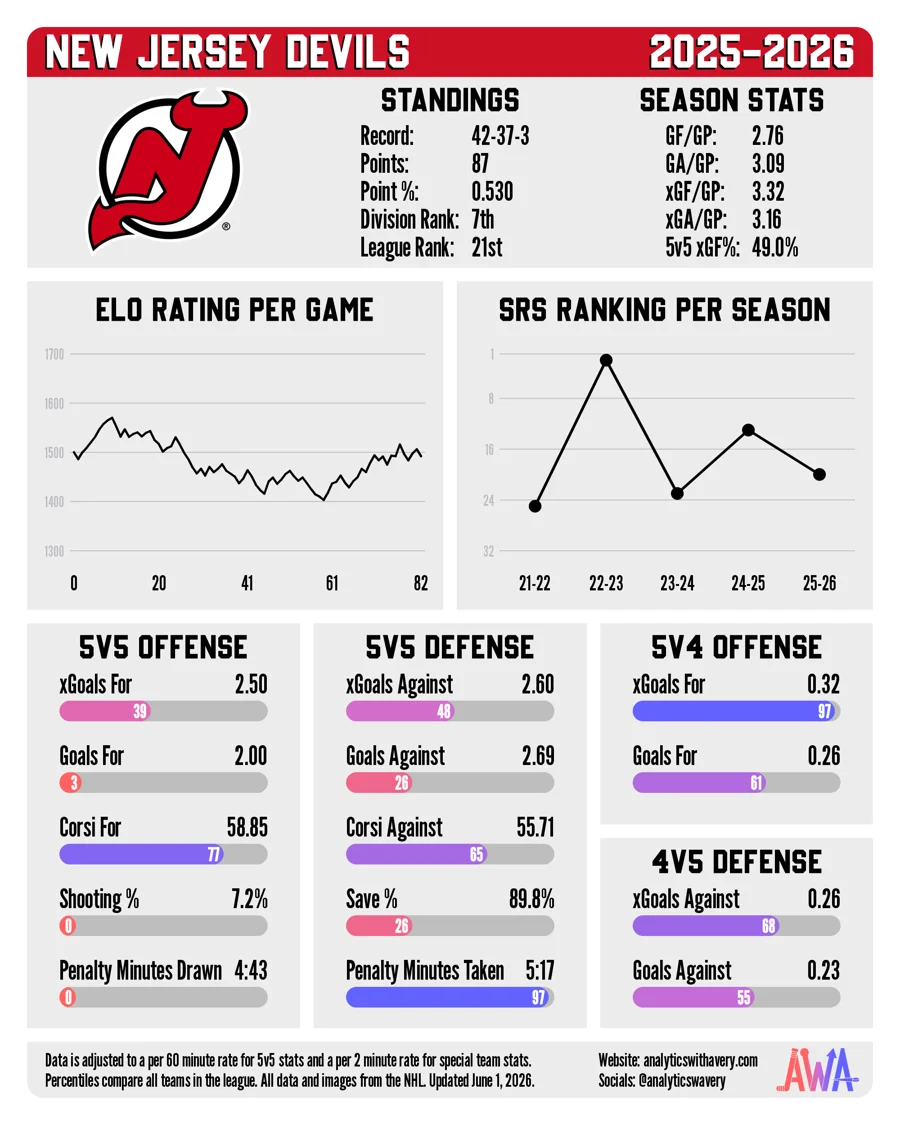 NEW JERSEY DEVILS 2025-2026
STANDINGS
Record: 42-37-3
Points: 87
Point %: 0.530
Division Rank: 7th
League Rank: 21st
SEASON STATS
GF/GP: 2.76
GA/GP: 3.09
xGF/GP: 3.32
xGA/GP: 3.16
5v5 xGF%: 49.0%
®
ELO RATING PER GAME
1700
1600
1500
1400
1300
0 20 41 61 82
SRS RANKING PER SEASON
1
8
16
24
32
21-22 22-23 23-24 24-25 25-26
5V5 OFFENSE
xGoals For 2.50
39
Goals For 2.00
3
Corsi For 58.85
77
Shooting % 7.2%
0
Penalty Minutes Drawn 4:43
0
5V5 DEFENSE
xGoals Against 2.60
48
Goals Against 2.69
26
Corsi Against 55.71
65
Save % 89.8%
26
Penalty Minutes Taken 5:17
97
5V4 OFFENSE
xGoals For 0.32
97
Goals For 0.26
61
4V5 DEFENSE
xGoals Against 0.26
68
Goals Against 0.23
55
Data is adjusted to a per 60 minute rate for 5v5 stats and a per 2 minute rate for special team stats.
Percentiles compare all teams in the league. All data and images from the NHL. Updated June 1, 2026.
Website: analyticswithavery.com
Socials: @analyticswavery
AWA